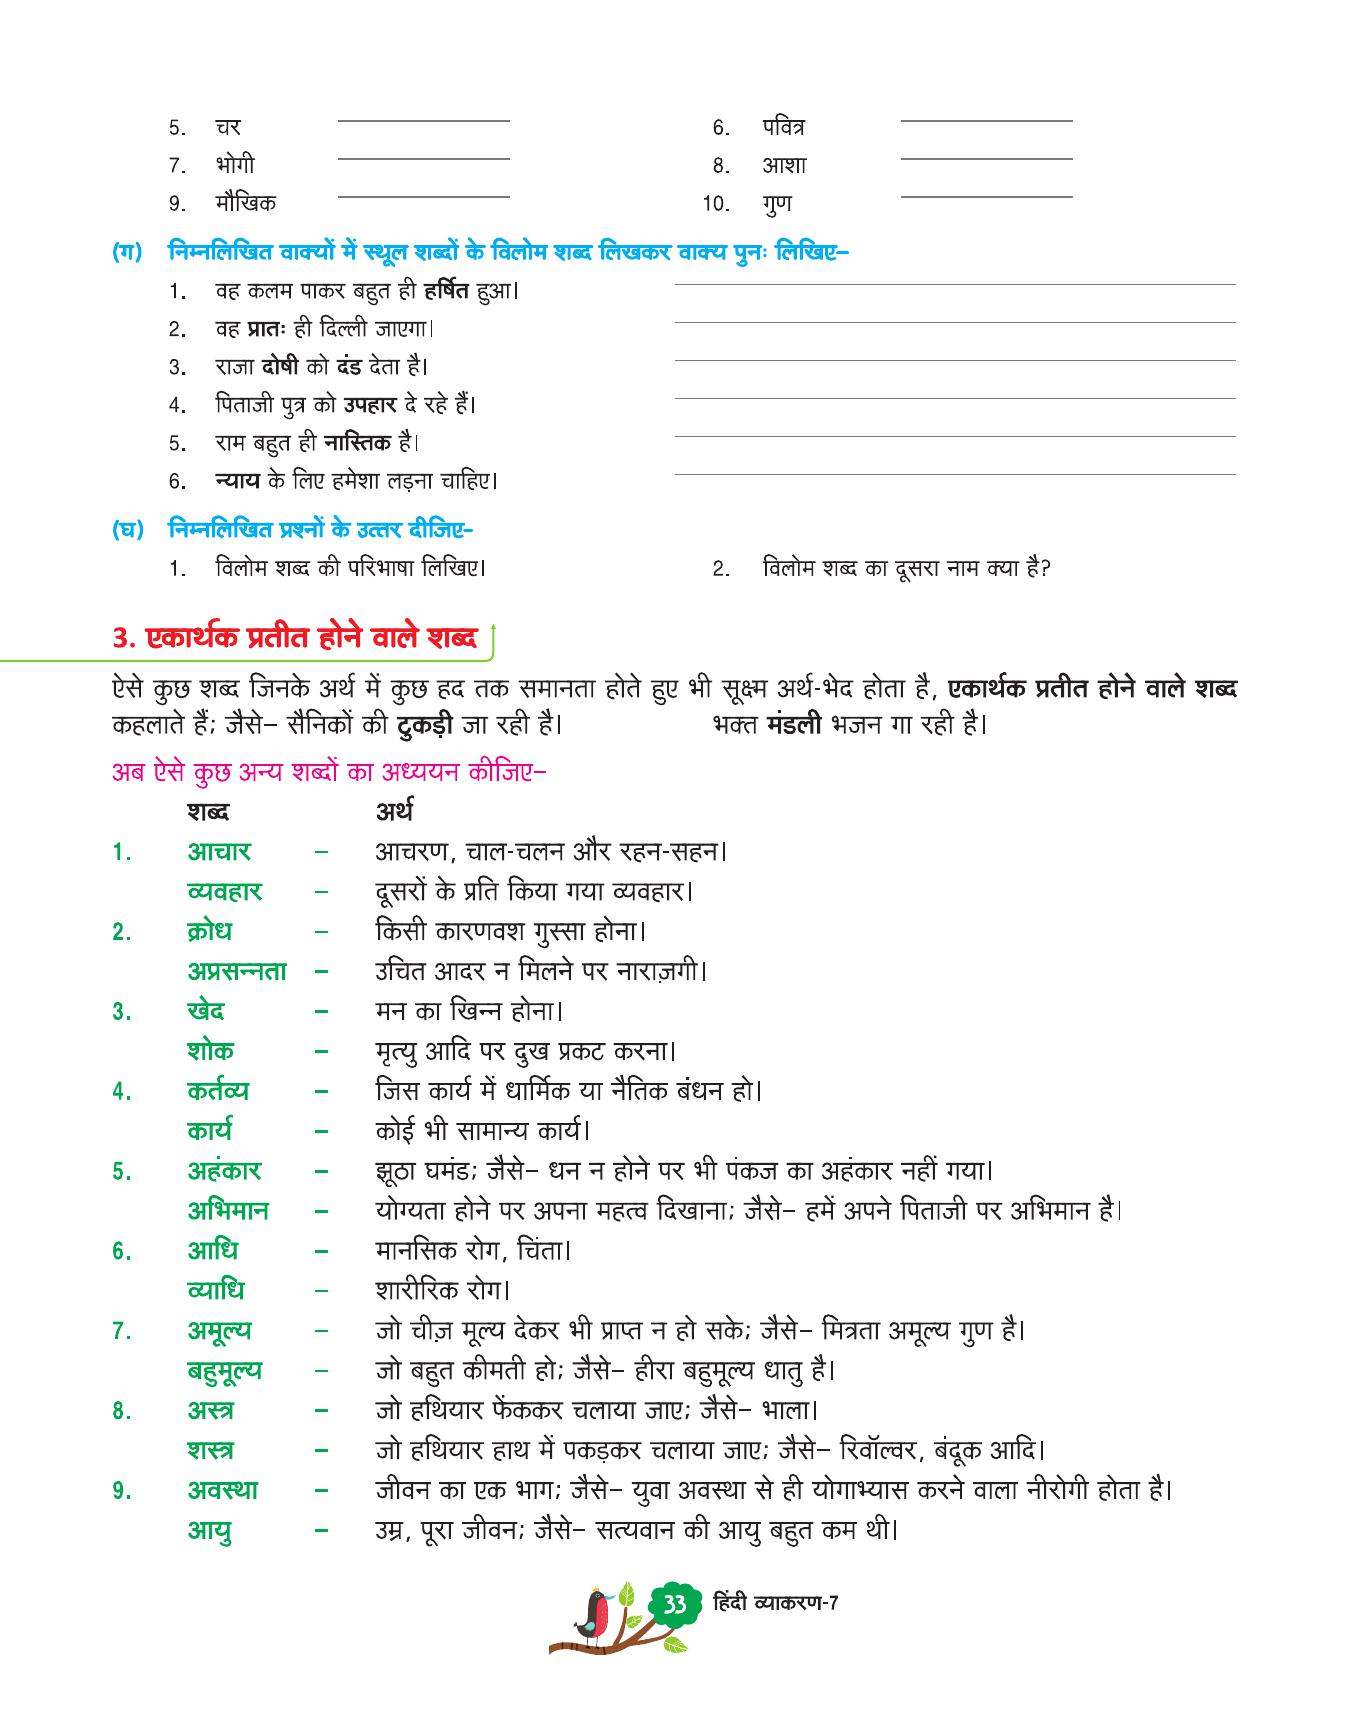 5. चर ________ 6. पवित्र ________
7. भोगी ________ 8. आशा ________
9. मौखिक ________ 10. गुण ________
(ग) निम्नलिखित वाक्यों में स्थूल शब्दों के विलोम शब्द लिखकर वाक्य पुनः लिखिए–
1. वह कलम पाकर बहुत ही हर्षित हुआ। ________
2. वह प्रातः ही दिल्ली जाएगा। ________
3. राजा दोषी को दंड देता है। ________
4. पिताजी पुत्र को उपहार दे रहे हैं। ________
5. राम बहुत ही नास्तिक है। ________
6. न्याय के लिए हमेशा लड़ना चाहिए। ________
(घ) निम्नलिखित प्रश्नों के उत्तर दीजिए–
1. विलोम शब्द की परिभाषा लिखिए। 2. विलोम शब्द का दूसरा नाम क्या है?
3. एकार्थक प्रतीत होने वाले शब्द
ऐसे कुछ शब्द जिनके अर्थ में कुछ हद तक समानता होते हुए भी सूक्ष्म अर्थ-भेद होता है, एकार्थक प्रतीत होने वाले शब्द
कहलाते हैं; जैसे– सैनिकों की टुकड़ी जा रही है। भक्त मंडली भजन गा रही है।
अब ऐसे कुछ अन्य शब्दों का अध्ययन कीजिए–
शब्द अर्थ
1. आचार – आचरण, चाल-चलन और रहन-सहन।
व्यवहार – दूसरों के प्रति किया गया व्यवहार।
2. क्रोध – किसी कारणवश गुस्सा होना।
अप्रसन्नता – उचित आदर न मिलने पर नाराज़गी।
3. खेद – मन का खिन्न होना।
शोक – मृत्यु आदि पर दुख प्रकट करना।
4. कर्तव्य – जिस कार्य में धार्मिक या नैतिक बंधन हो।
कार्य – कोई भी सामान्य कार्य।
5. अहंकार – झूठा घमंड; जैसे– धन न होने पर भी पंकज का अहंकार नहीं गया।
अभिमान – योग्यता होने पर अपना महत्व दिखाना; जैसे– हमें अपने पिताजी पर अभिमान है।
6. आधि – मानसिक रोग, चिंता।
व्याधि – शारीरिक रोग।
7. अमूल्य – जो चीज़ मूल्य देकर भी प्राप्त न हो सके; जैसे– मित्रता अमूल्य गुण है।
बहुमूल्य – जो बहुत कीमती हो; जैसे– हीरा बहुमूल्य धातु है।
8. अस्त्र – जो हथियार फेंककर चलाया जाए; जैसे– भाला।
शस्त्र – जो हथियार हाथ में पकड़कर चलाया जाए; जैसे– रिवॉल्वर, बंदूक आदि।
9. अवस्था – जीवन का एक भाग; जैसे– युवा अवस्था से ही योगाभ्यास करने वाला नीरोगी होता है।
आयु – उम्र, पूरा जीवन; जैसे– सत्यवान की आयु बहुत कम थी।
33 हिंदी व्याकरण-7